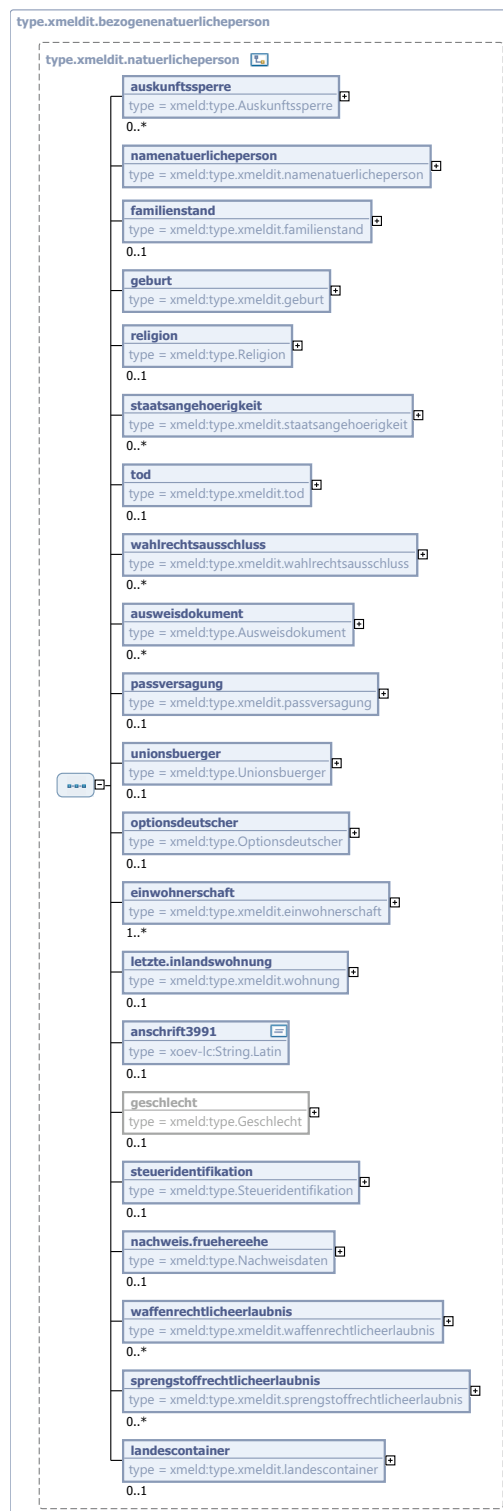 type.xmeldit.bezogenenatuerlicheperson
type.xmeldit.natuerlicheperson
auskunftssperre
type = xmeld:type.Auskunftssperre
0..*
namenatuerlicheperson
type = xmeld:type.xmeldit.namenatuerlicheperson
familienstand
type = xmeld:type.xmeldit.familienstand
0..1
geburt
type = xmeld:type.xmeldit.geburt
religion
type = xmeld:type.Religion
0..1
staatsangehoerigkeit
type = xmeld:type.xmeldit.staatsangehoerigkeit
0..*
tod
type = xmeld:type.xmeldit.tod
0..1
wahlrechtsausschluss
type = xmeld:type.xmeldit.wahlrechtsausschluss
0..*
ausweisdokument
type = xmeld:type.Ausweisdokument
0..*
passversagung
type = xmeld:type.xmeldit.passversagung
0..1
unionsbuerger
type = xmeld:type.Unionsbuerger
0..1
optionsdeutscher
type = xmeld:type.Optionsdeutscher
0..1
einwohnerschaft
type = xmeld:type.xmeldit.einwohnerschaft
1..*
letzte.inlandswohnung
type = xmeld:type.xmeldit.wohnung
0..1
anschrift3991
type = xoev-lc:String.Latin
0..1
geschlecht
type = xmeld:type.Geschlecht
0..1
steueridentifikation
type = xmeld:type.Steueridentifikation
0..1
nachweis.fruehereehe
type = xmeld:type.Nachweisdaten
0..1
waffenrechtlicheerlaubnis
type = xmeld:type.xmeldit.waffenrechtlicheerlaubnis
0..*
sprengstoffrechtlicheerlaubnis
type = xmeld:type.xmeldit.sprengstoffrechtlicheerlaubnis
0..*
landescontainer
type = xmeld:type.xmeldit.landescontainer
0..1